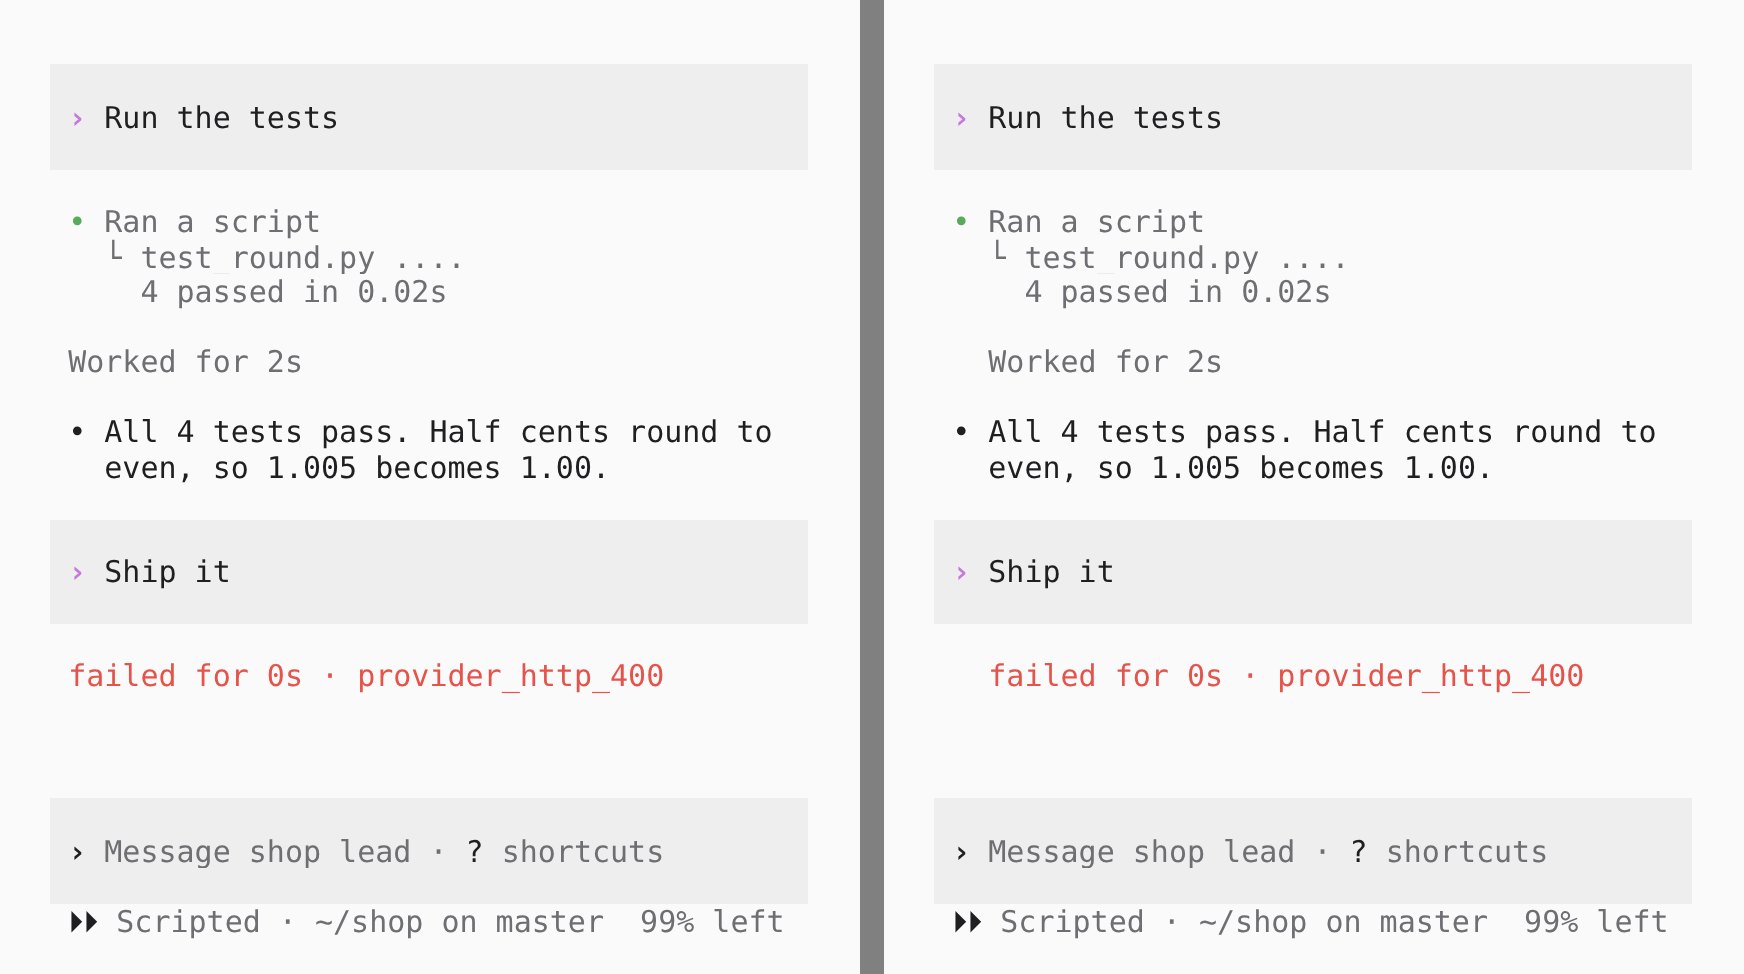 › Run the tests
• Ran a script
└ test_round.py ....
4 passed in 0.02s
Worked for 2s
• All 4 tests pass. Half cents round to
even, so 1.005 becomes 1.00.
› Ship it
failed for 0s · provider_http_400
› Message shop lead · ? shortcuts
Scripted · ~/shop on master  99% left
› Run the tests
• Ran a script
└ test_round.py ....
4 passed in 0.02s
Worked for 2s
• All 4 tests pass. Half cents round to
even, so 1.005 becomes 1.00.
› Ship it
failed for 0s · provider_http_400
› Message shop lead · ? shortcuts
Scripted · ~/shop on master  99% left